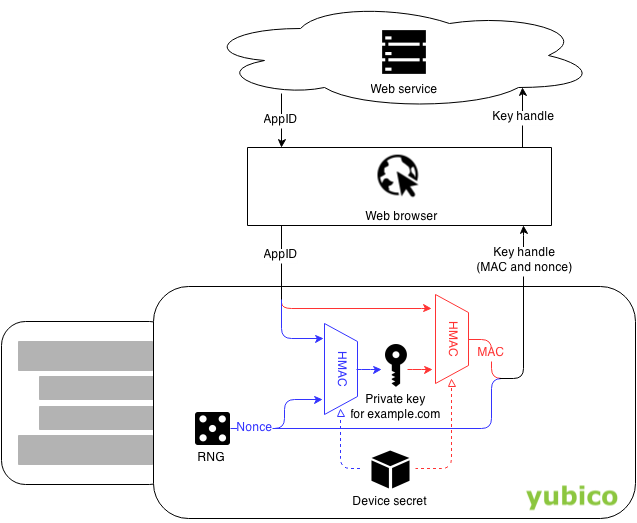 Web service
AppID
Key handle
Web browser
AppID
Key handle
(MAC and nonce)
HMAC
HMAC
MAC
Private key
for example.com
Nonce
RNG
Device secret
yubico